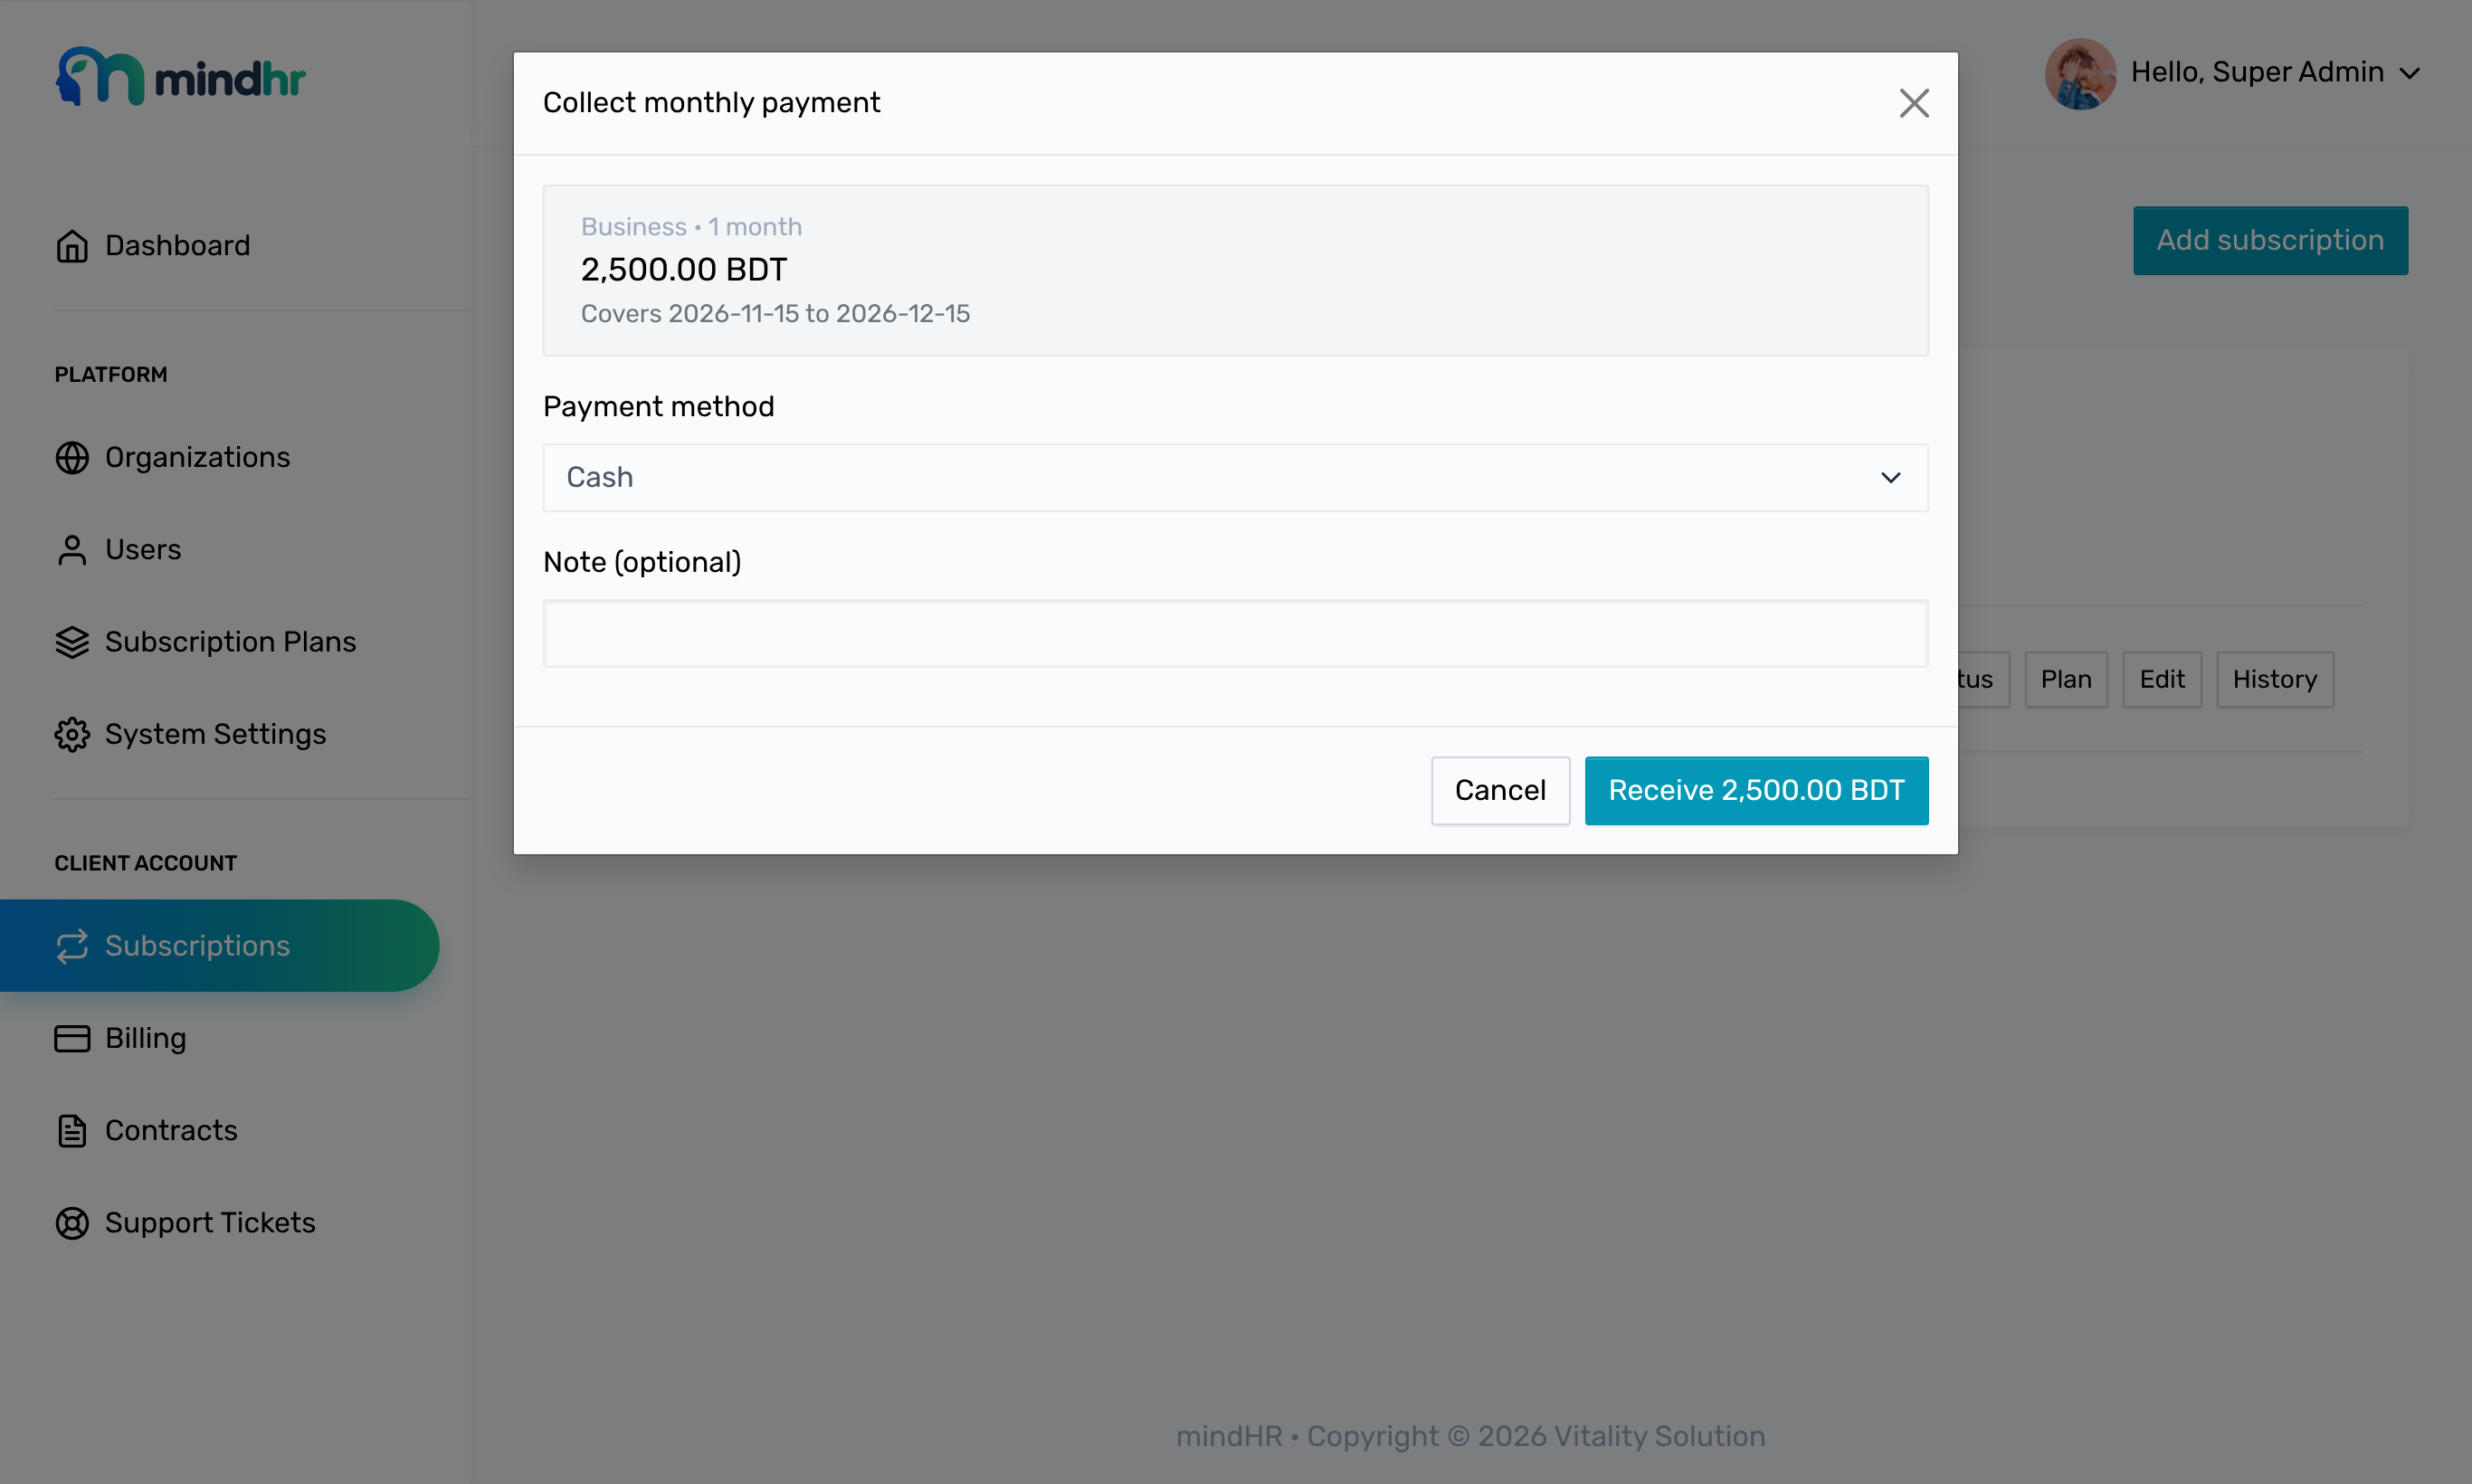 mindhr
Hello, Super Admin
Dashboard
PLATFORM
Organizations
Users
Subscription Plans
System Settings
CLIENT ACCOUNT
Subscriptions
Billing
Contracts
Support Tickets
Add subscription
Collect monthly payment
Business • 1 month
2,500.00 BDT
Covers 2026-11-15 to 2026-12-15
Payment method
Cash
Note (optional)
Cancel
Receive 2,500.00 BDT
Plan
Edit
History
mindHR • Copyright © 2026 Vitality Solution